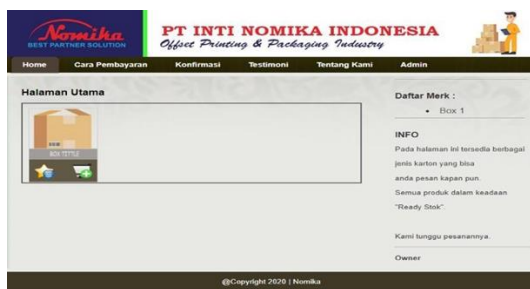 Nomika
BEST PARTNER SOLUTION
PT INTI NOMIKA INDONESIA
Offset Printing & Packaging Industry
Home Cara Pembayaran Konfirmasi Testimoni Tentang Kami Admin
Halaman Utama
BOX TITTLE
Daftar Merk :
• Box 1
INFO
Pada halaman ini tersedia berbagai
jenis karton yang bisa
anda pesan kapan pun.
Semua produk dalam keadaan
"Ready Stok".
Kami tunggu pesanannya.
Owner
@Copyright 2020 | Nomika